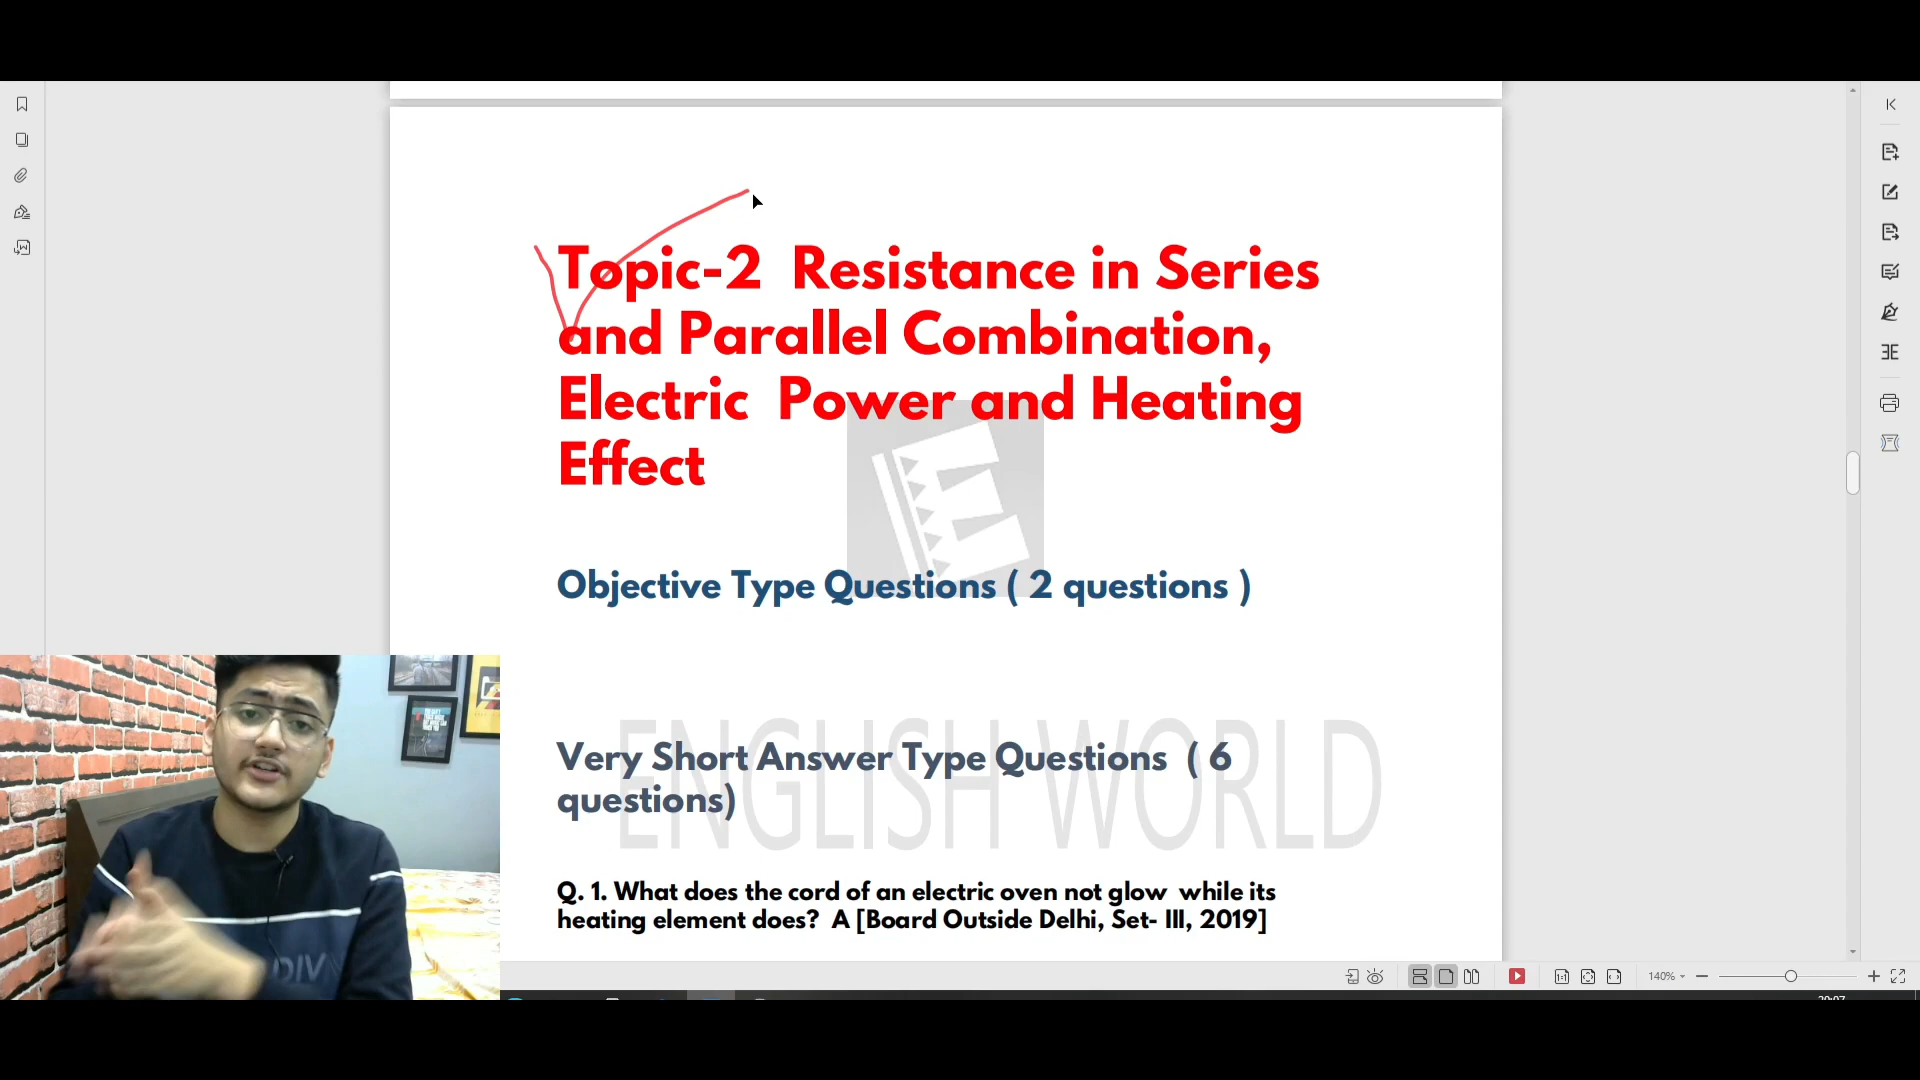 Topic-2 Resistance in Series
and Parallel Combination,
Electric Power and Heating
Effect
Objective Type Questions ( 2 questions )
Very Short Answer Type Questions ( 6
questions)
ENGLISH WORLD
Q. 1. What does the cord of an electric oven not glow while its
heating element does? A [Board Outside Delhi, Set- III, 2019]
DIV
140%